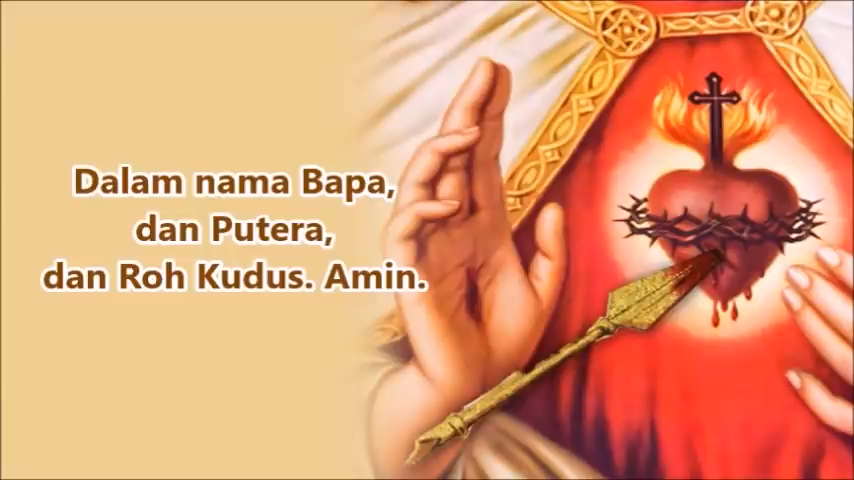 Dalam nama Bapa,
dan Putera,
dan Roh Kudus. Amin.